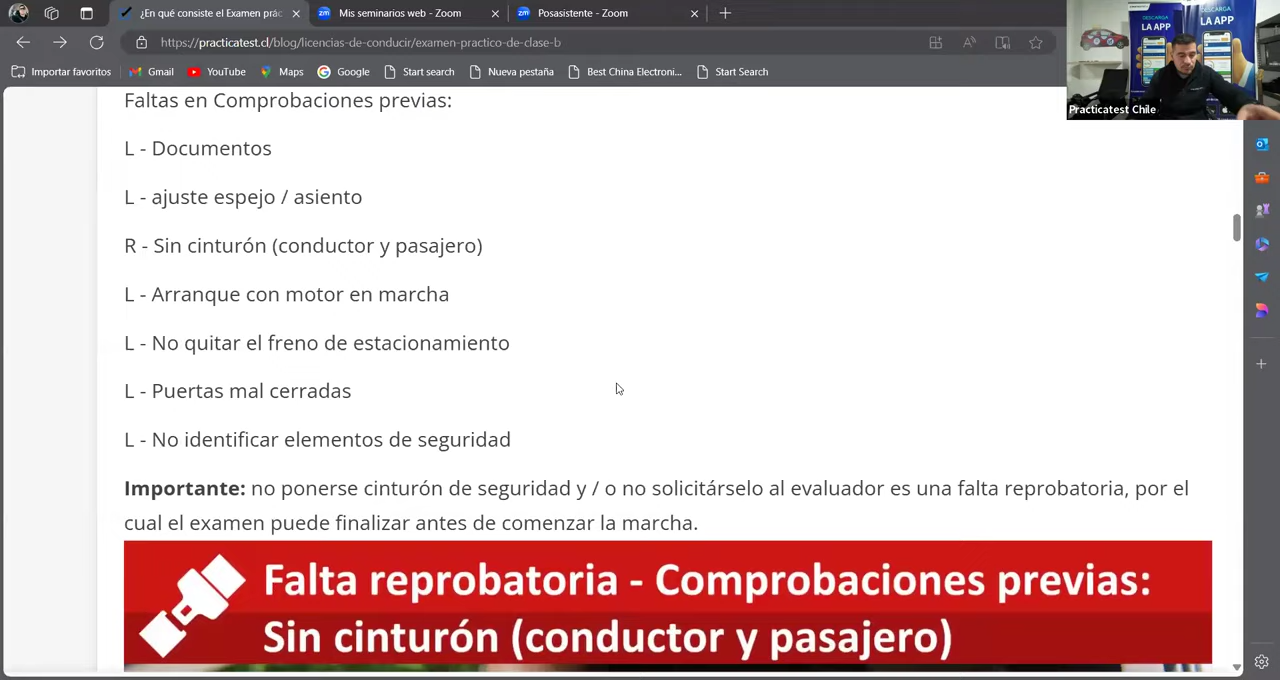 ¿En qué consiste el Examen prác
Mis seminarios web - Zoom
Posasistente - Zoom
https://practicatest.cl/blog/licencias-de-conducir/examen-practico-de-clase-b
Importar favoritos
Gmail
YouTube
Maps
Google
Start search
Nueva pestaña
Best China Electroni...
Start Search
DESCARGA
LA APP
DESCARGA
LA APP
Practicatest Chile
Faltas en Comprobaciones previas:
L - Documentos
L - ajuste espejo / asiento
R - Sin cinturón (conductor y pasajero)
L - Arranque con motor en marcha
L - No quitar el freno de estacionamiento
L - Puertas mal cerradas
L - No identificar elementos de seguridad
Importante: no ponerse cinturón de seguridad y / o no solicitárselo al evaluador es una falta reprobatoria, por el
cual el examen puede finalizar antes de comenzar la marcha.
Falta reprobatoria - Comprobaciones previas:
Sin cinturón (conductor y pasajero)